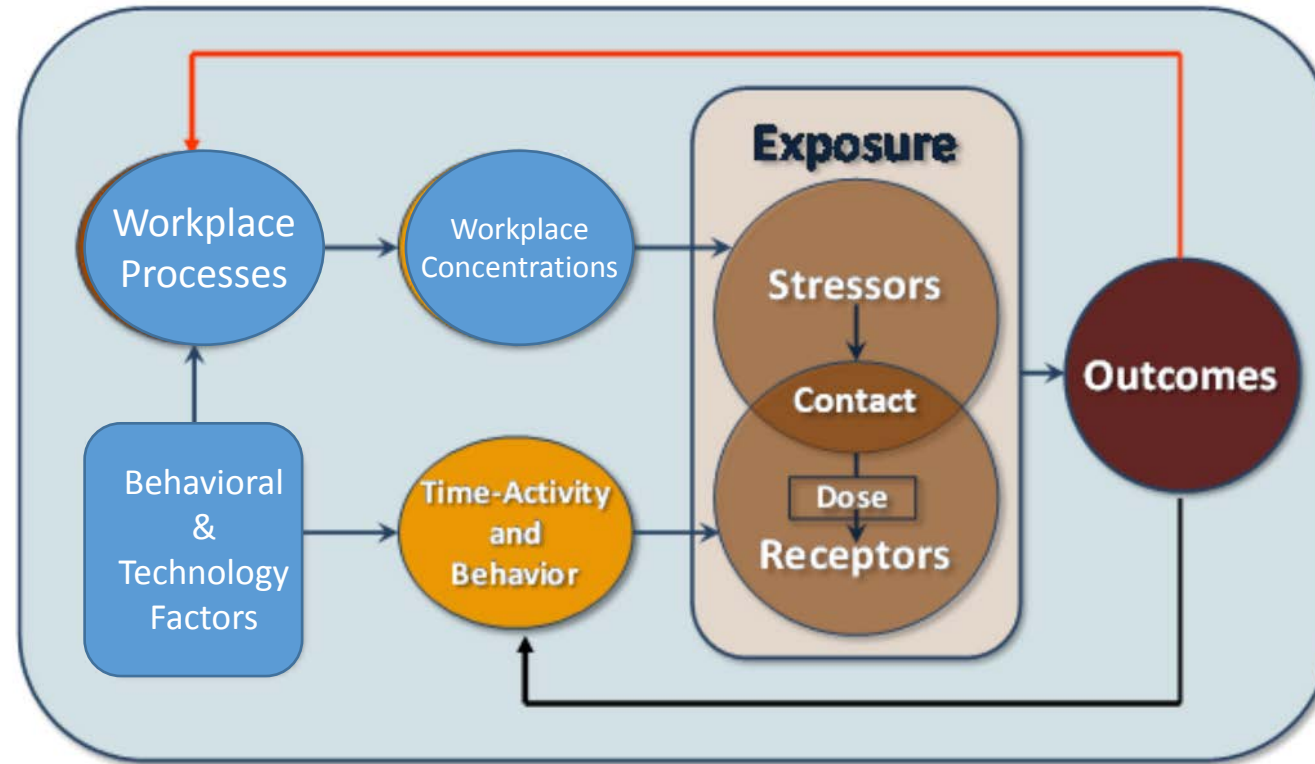 Exposure
Workplace
Processes
Workplace
Concentrations
Stressors
Contact
Outcomes
Behavioral
&
Technology
Factors
Time-Activity
and
Behavior
Dose
Receptors